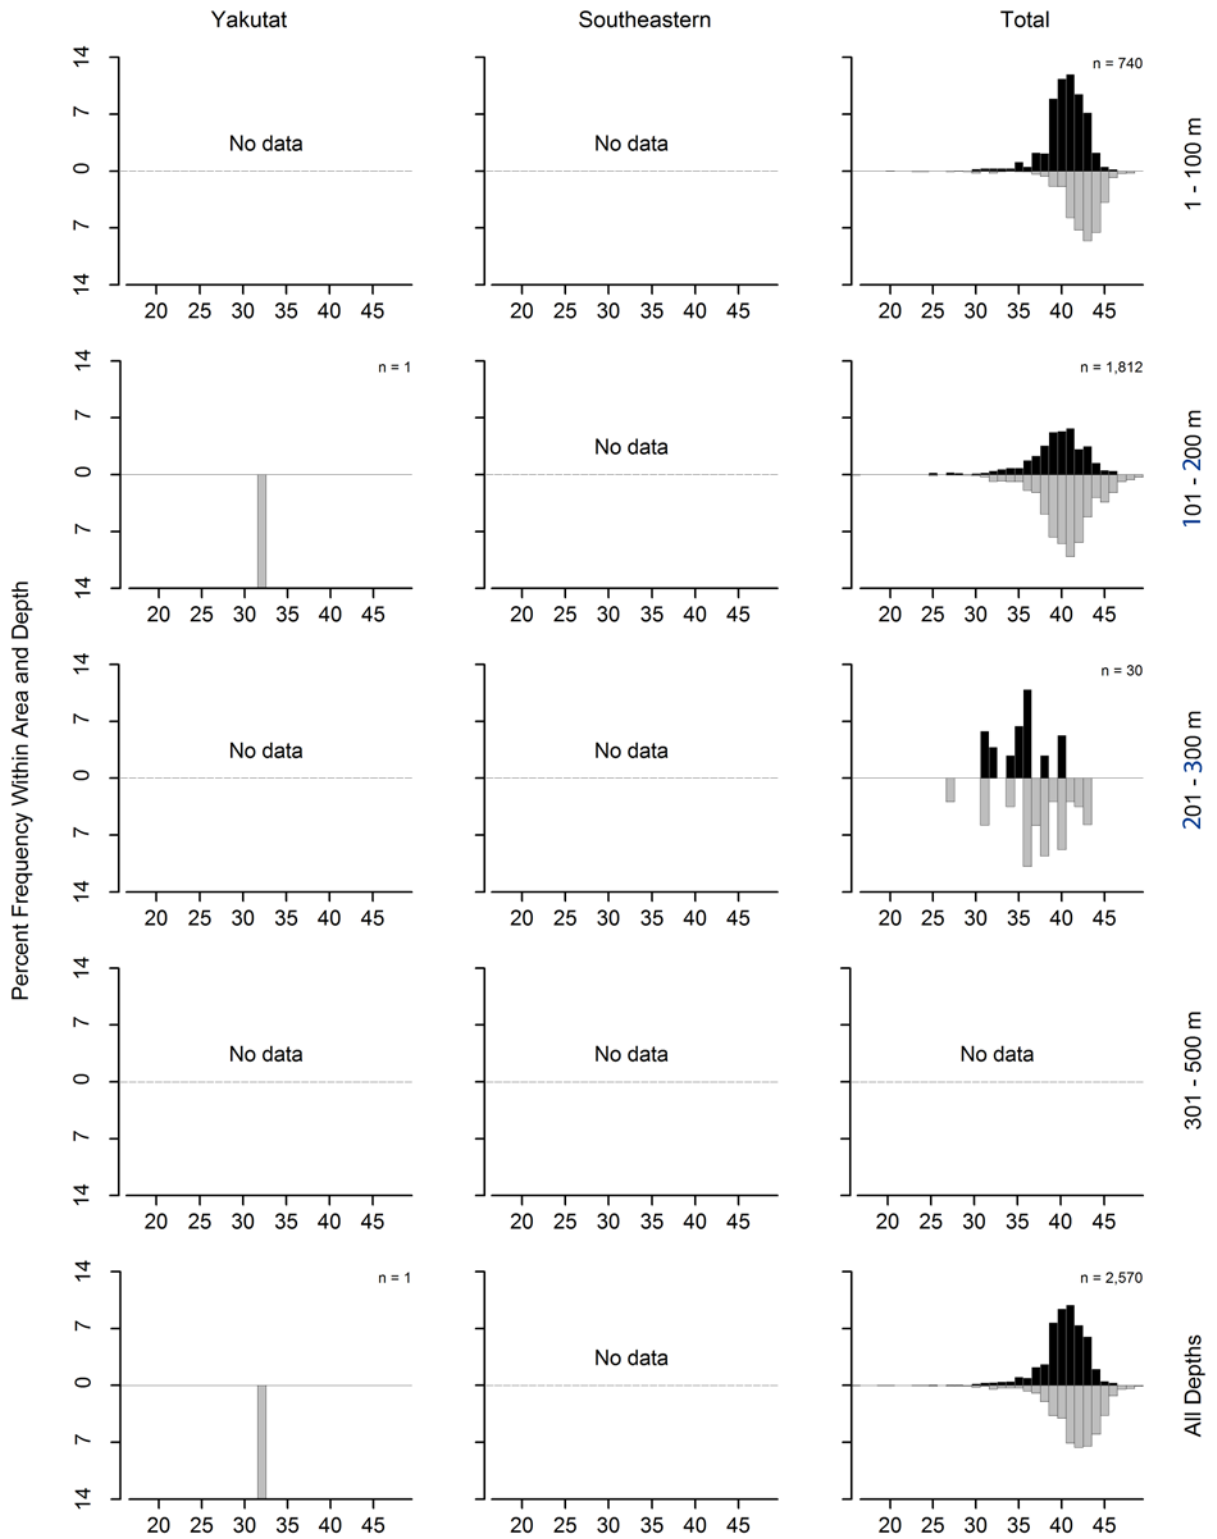 Yakutat Southeastern Total
14 7 0 7 14
No data
20 25 30 35 40 45
No data
20 25 30 35 40 45
n = 740
20 25 30 35 40 45
1 - 100 m
14 7 0 7 14
n = 1
20 25 30 35 40 45
No data
20 25 30 35 40 45
n = 1,812
20 25 30 35 40 45
101 - 200 m
Percent Frequency Within Area and Depth
14 7 0 7 14
No data
20 25 30 35 40 45
No data
20 25 30 35 40 45
n = 30
20 25 30 35 40 45
201 - 300 m
14 7 0 7 14
No data
20 25 30 35 40 45
No data
20 25 30 35 40 45
No data
20 25 30 35 40 45
301 - 500 m
14 7 0 7 14
n = 1
20 25 30 35 40 45
No data
20 25 30 35 40 45
n = 2,570
20 25 30 35 40 45
All Depths